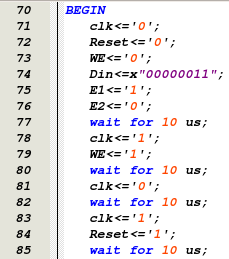 70 BEGIN
71 clk<='0';
72 Reset<='0';
73 WE<='0';
74 Din<=x"00000011";
75 E1<='1';
76 E2<='0';
77 wait for 10 us;
78 clk<='1';
79 WE<='1';
80 wait for 10 us;
81 clk<='0';
82 wait for 10 us;
83 clk<='1';
84 Reset<='1';
85 wait for 10 us;